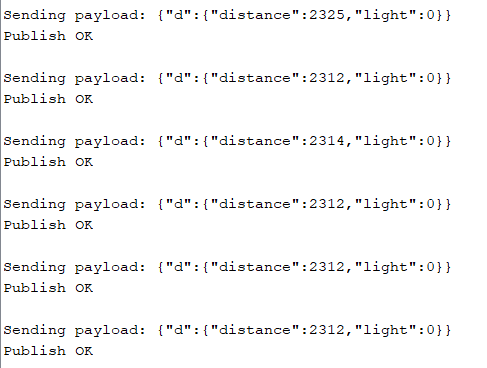 Sending payload: {"d":{"distance":2325,"light":0}}
Publish OK
Sending payload: {"d":{"distance":2312,"light":0}}
Publish OK
Sending payload: {"d":{"distance":2314,"light":0}}
Publish OK
Sending payload: {"d":{"distance":2312,"light":0}}
Publish OK
Sending payload: {"d":{"distance":2312,"light":0}}
Publish OK
Sending payload: {"d":{"distance":2312,"light":0}}
Publish OK